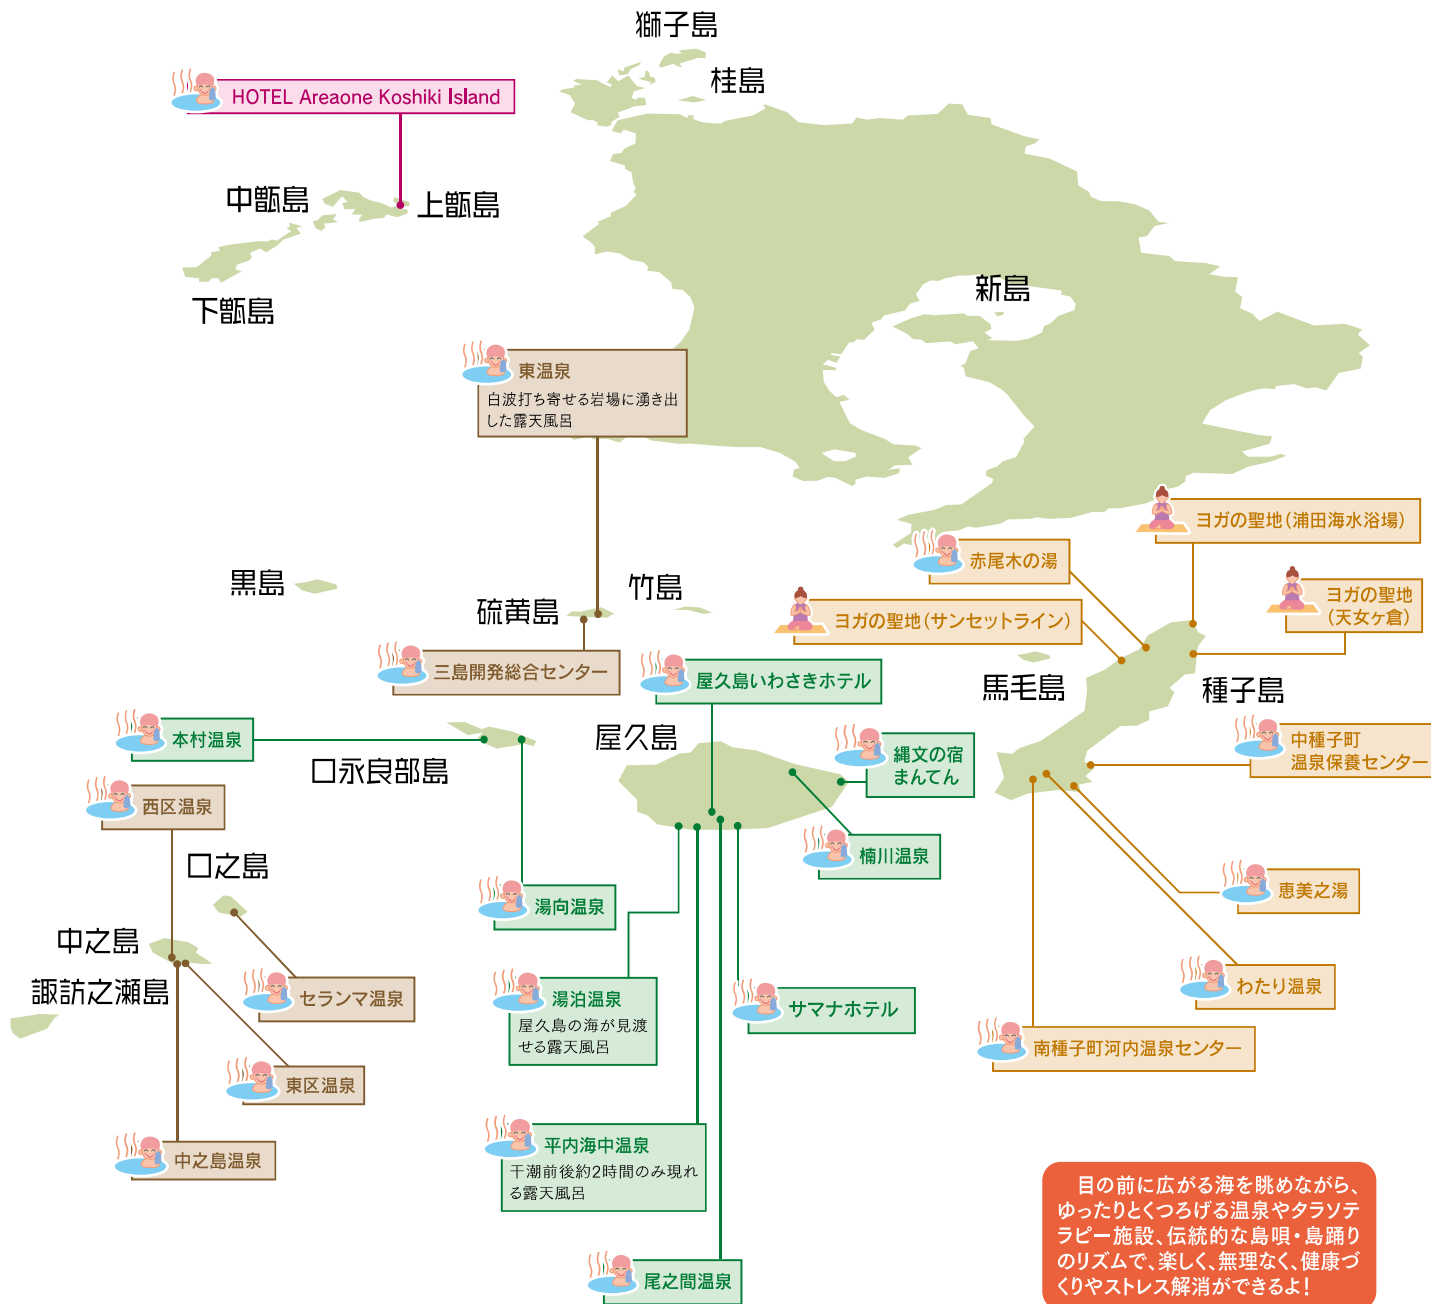 獅子島
桂島
HOTEL Areaone Koshiki Island
中甑島
上甑島
下甑島
新島
東温泉
白波打ち寄せる岩場に湧き出
した露天風呂
ヨガの聖地（浦田海水浴場）
赤尾木の湯
ヨガの聖地
（天女ヶ倉）
ヨガの聖地（サンセットライン）
黒島
硫黄島
竹島
三島開発総合センター
屋久島いわさきホテル
馬毛島
種子島
本村温泉
口永良部島
屋久島
縄文の宿
まんてん
中種子町
温泉保養センター
西区温泉
楠川温泉
口之島
湯向温泉
恵美之湯
中之島
諏訪之瀬島
セランマ温泉
湯泊温泉
屋久島の海が見渡
せる露天風呂
サマナホテル
わたり温泉
南種子町河内温泉センター
東区温泉
中之島温泉
平内海中温泉
干潮前後約2時間のみ現れ
る露天風呂
尾之間温泉
目の前に広がる海を眺めながら、
ゆったりとくつろげる温泉やタラソテ
ラピー施設、伝統的な島唄・島踊り
のリズムで、楽しく、無理なく、健康づ
くりやストレス解消ができるよ！